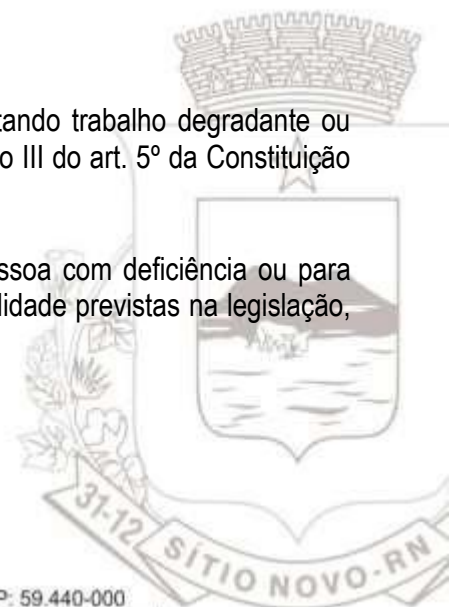 tando trabalho degradante ou
o III do art. 5º da Constituição
ssoa com deficiência ou para
lidade previstas na legislação,
31-12 SÍTIO NOVO-RN
P: 59.440-000